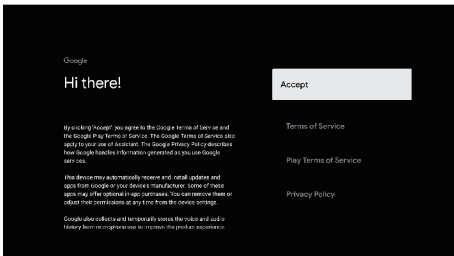 Google
Hi there!
Accept
By clicking 'Accept', you agree to the Google Terms of Service and
the Google Play Terms of Service. The Google Terms of Service also
apply to your use of Assistant. The Google Privacy Policy describes
how Google handles information generated as you use Google
services.
This device may automatically receive and install updates and
apps from Google or your device's manufacturer. Some of these
apps may offer optional in-app purchases. You can remove them or
adjust their permissions at any time from the device settings.
Google also collects and temporarily stores the voice and audio
history from microphone use to improve the product experience
Terms of Service
Play Terms of Service
Privacy Policy